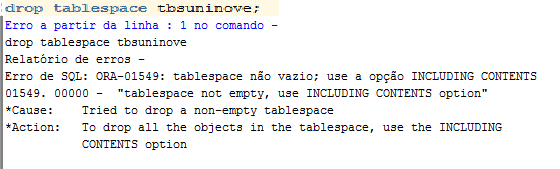 drop tablespace tbsuninove;
Erro a partir da linha : 1 no comando -
drop tablespace tbsuninove
Relatório de erros -
Erro de SQL: ORA-01549: tablespace não vazio; use a opção INCLUDING CONTENTS
01549. 00000 -  "tablespace not empty, use INCLUDING CONTENTS option"
*Cause:    Tried to drop a non-empty tablespace
*Action:   To drop all the objects in the tablespace, use the INCLUDING
           CONTENTS option